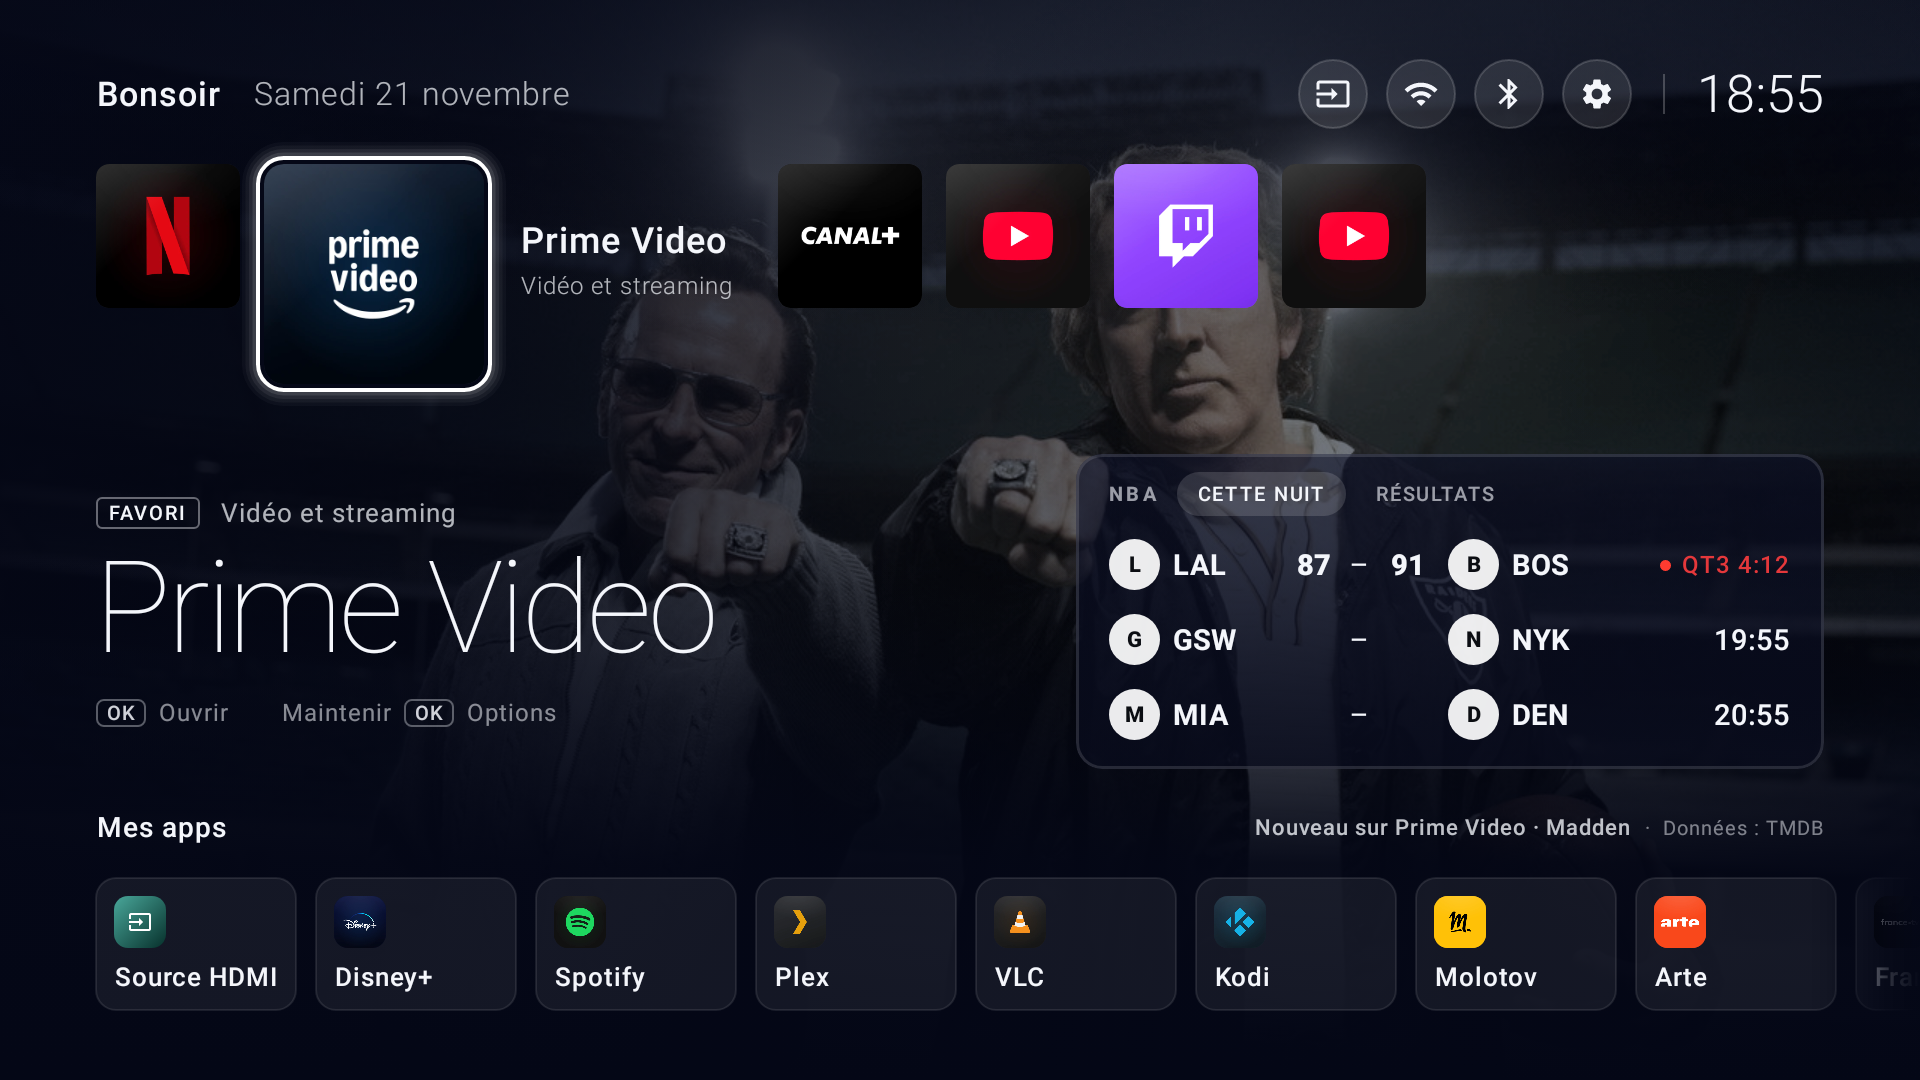 Bonsoir Samedi 21 novembre 18:55
prime video
Prime Video
Vidéo et streaming
CANAL+
FAVORI Vidéo et streaming
Prime Video
OK Ouvrir Maintenir OK Options
NBA CETTE NUIT RÉSULTATS
L LAL 87 – 91 B BOS • QT3 4:12
G GSW – N NYK 19:55
M MIA – D DEN 20:55
Mes apps
Nouveau sur Prime Video · Madden · Données : TMDB
Disney+
arte
Source HDMI
Disney+
Spotify
Plex
VLC
Kodi
Molotov
Arte